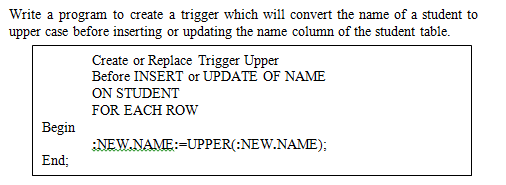 Write a program to create a trigger which will convert the name of a student to
upper case before inserting or updating the name column of the student table.
Create or Replace Trigger Upper
Before INSERT or UPDATE OF NAME
ON STUDENT
FOR EACH ROW
Begin
:NEW.NAME:=UPPER(:NEW.NAME);
End;